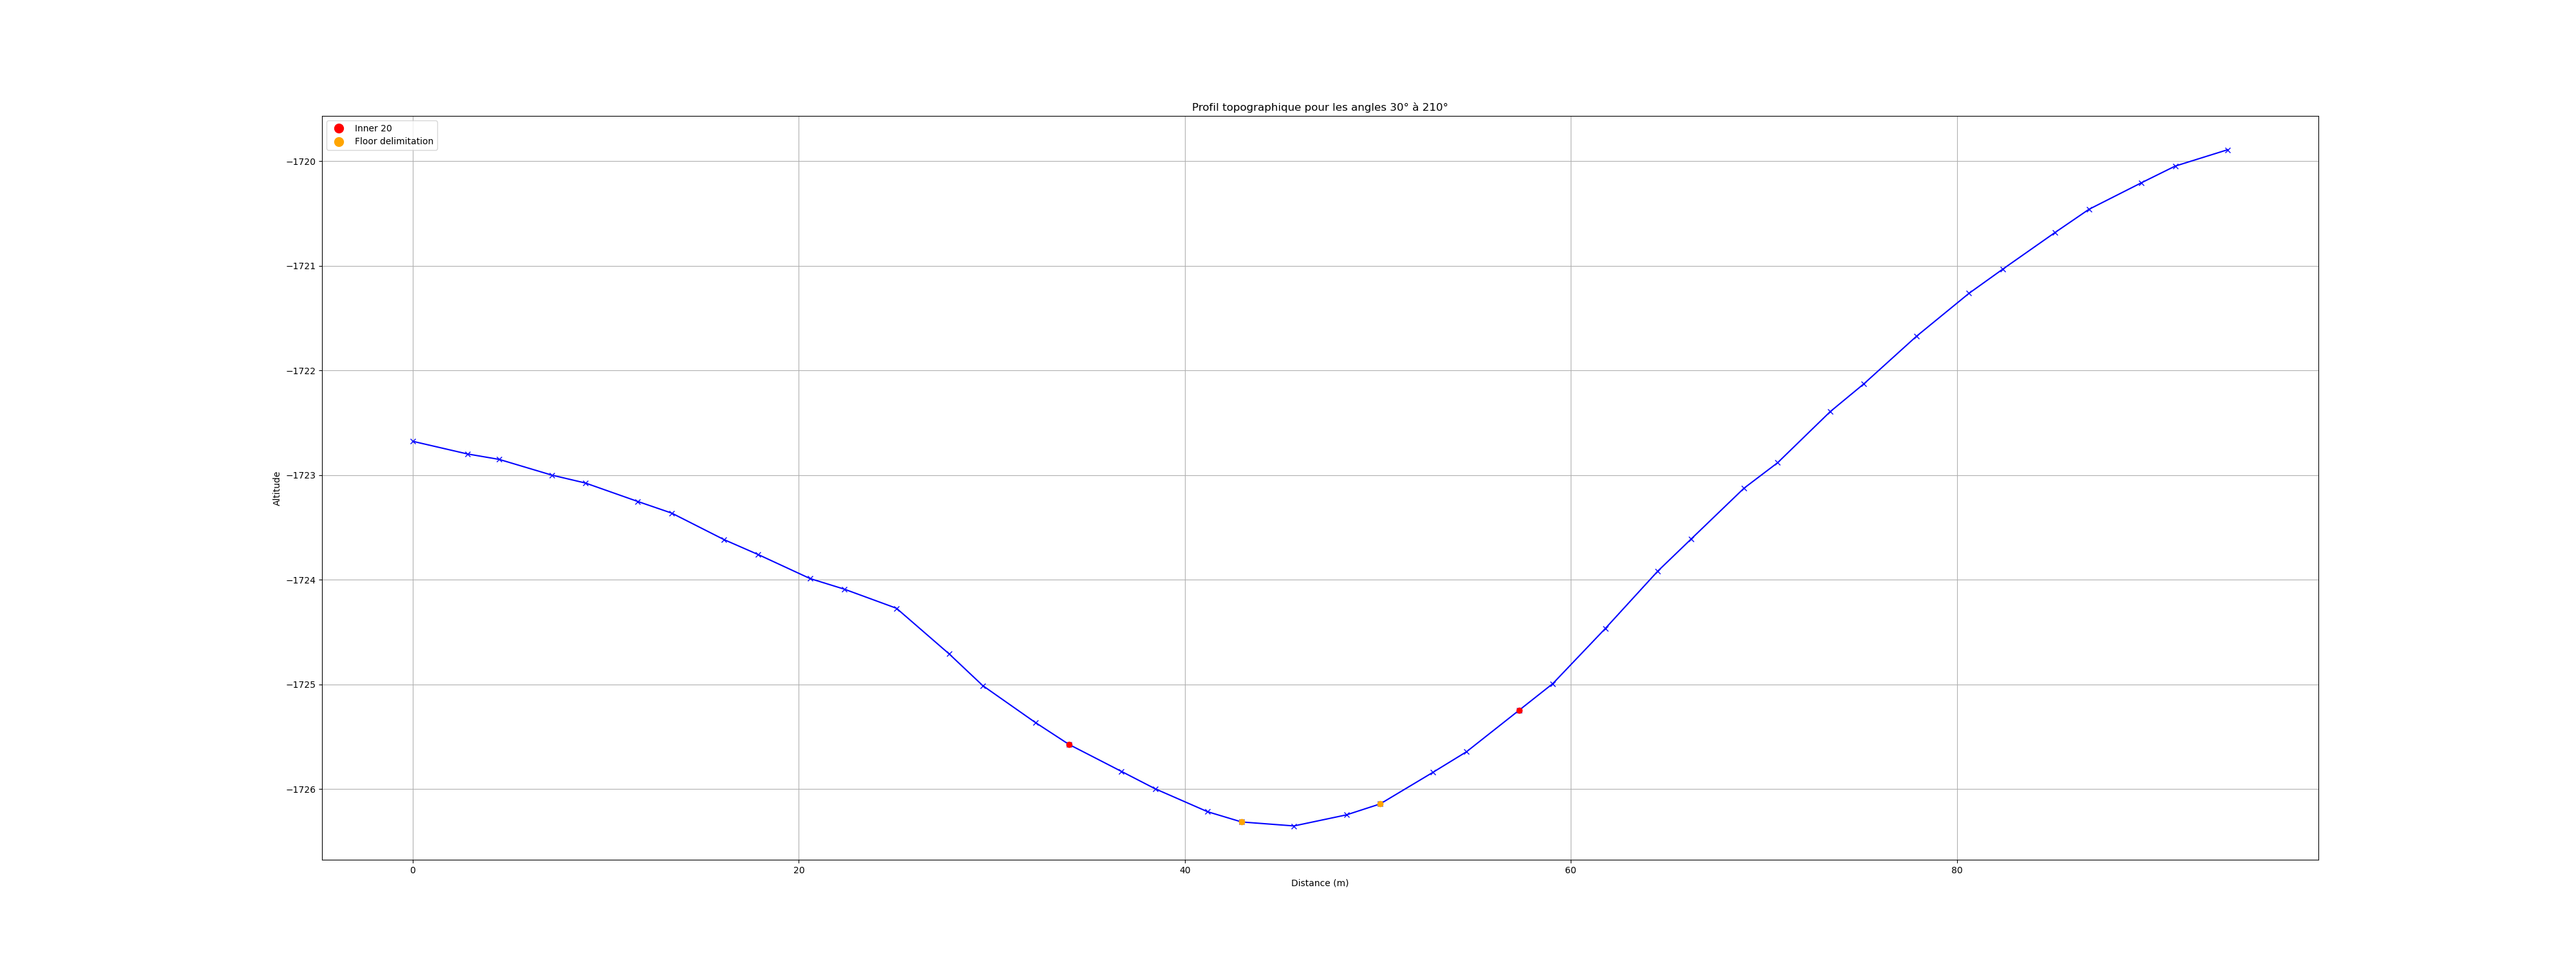 Profil topographique pour les angles 30° à 210°
Inner 20
Floor delimitation
−1720
−1721
−1722
−1723
−1724
−1725
−1726
Altitude
0 20 40 60 80
Distance (m)